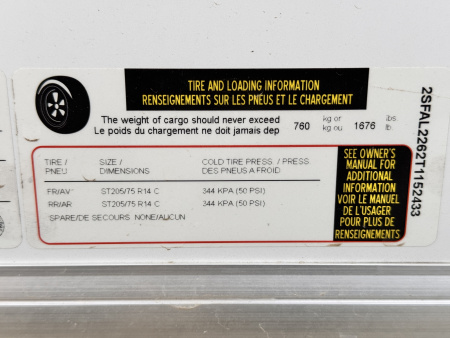 TIRE AND LOADING INFORMATION
RENSEIGNEMENTS SUR LES PNÉUS ET LE CHARGEMENT
The weight of cargo should never exceed 760 kg or 1676 lbs.
Le poids du chargement ne doit jamais dep kg ou lb
TIRE / SIZE / COLD TIRE PRESS. / PRESS.
PNEU DIMENSIONS DES PNEUS A FROID
FR/AV ST205/75 R14 C 344 KPA (50 PSI)
RR/AR ST205/75 R14 C 344 KPA (50 PSI)
SPARE/DE SECOURS NONE/AUCUN
SEE OWNER'S
MANUAL FOR
ADDITIONAL
INFORMATION
VOIR LE MANUEL
DE L'USAGER
POUR PLUS DE
RENSEIGNEMENTS
2SFAL2262T1152433